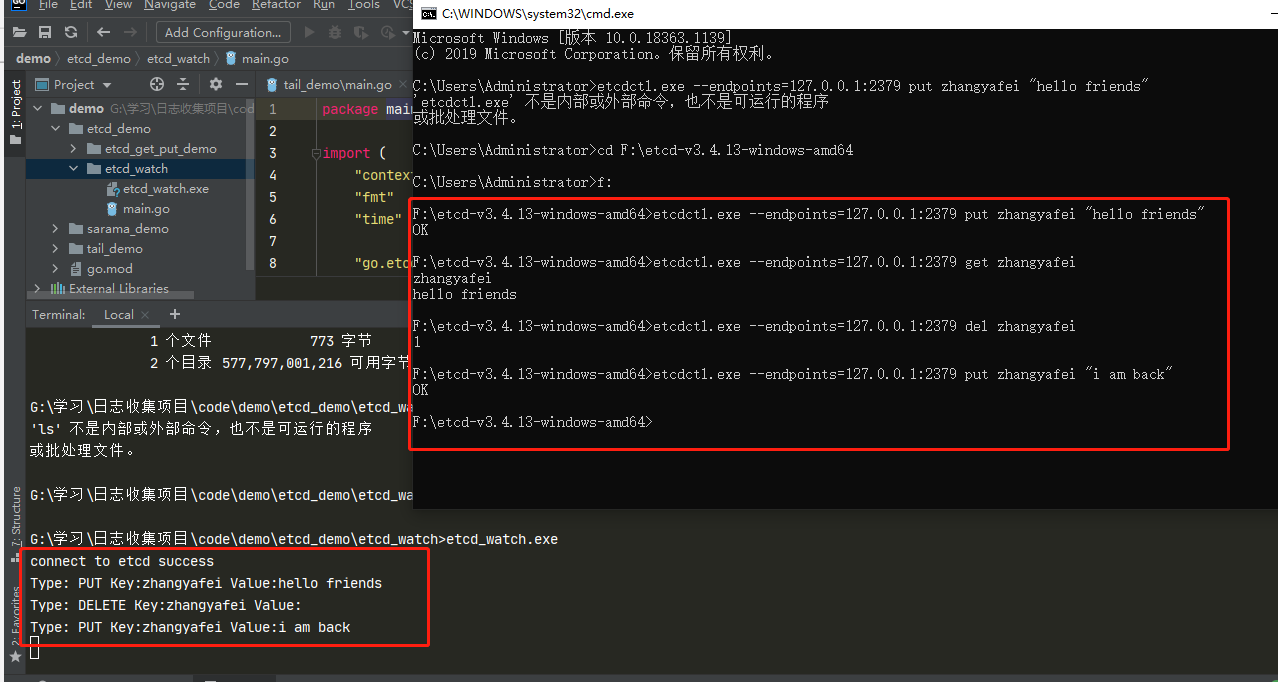 File Edit View Navigate Code Refactor Run Tools VCS
Add Configuration...
demo etcd_demo etcd_watch main.go
1: Project
Project
tail_demo\main.go
demo G:\学习\日志收集项目\cod
etcd_demo
etcd_get_put_demo
etcd_watch
etcd_watch.exe
main.go
sarama_demo
tail_demo
go.mod
External Libraries
1 package main
2
3 import (
4 "context
5 "fmt"
6 "time"
7
8 "go.etc
Terminal: Local
1 个文件 773 字节
2 个目录 577,797,001,216 可用字节
G:\学习\日志收集项目\code\demo\etcd_demo\etcd_wa
'ls' 不是内部或外部命令，也不是可运行的程序
或批处理文件。
G:\学习\日志收集项目\code\demo\etcd_demo\etcd_wa
G:\学习\日志收集项目\code\demo\etcd_demo\etcd_watch>etcd_watch.exe
connect to etcd success
Type: PUT Key:zhangyafei Value:hello friends
Type: DELETE Key:zhangyafei Value:
Type: PUT Key:zhangyafei Value:i am back
7: Structure
2: Favorites
C:\WINDOWS\system32\cmd.exe
Microsoft Windows [版本 10.0.18363.1139]
(c) 2019 Microsoft Corporation。保留所有权利。
C:\Users\Administrator>etcdctl.exe --endpoints=127.0.0.1:2379 put zhangyafei "hello friends"
'etcdctl.exe' 不是内部或外部命令，也不是可运行的程序
或批处理文件。
C:\Users\Administrator>cd F:\etcd-v3.4.13-windows-amd64
C:\Users\Administrator>f:
F:\etcd-v3.4.13-windows-amd64>etcdctl.exe --endpoints=127.0.0.1:2379 put zhangyafei "hello friends"
OK
F:\etcd-v3.4.13-windows-amd64>etcdctl.exe --endpoints=127.0.0.1:2379 get zhangyafei
zhangyafei
hello friends
F:\etcd-v3.4.13-windows-amd64>etcdctl.exe --endpoints=127.0.0.1:2379 del zhangyafei
1
F:\etcd-v3.4.13-windows-amd64>etcdctl.exe --endpoints=127.0.0.1:2379 put zhangyafei "i am back"
OK
F:\etcd-v3.4.13-windows-amd64>